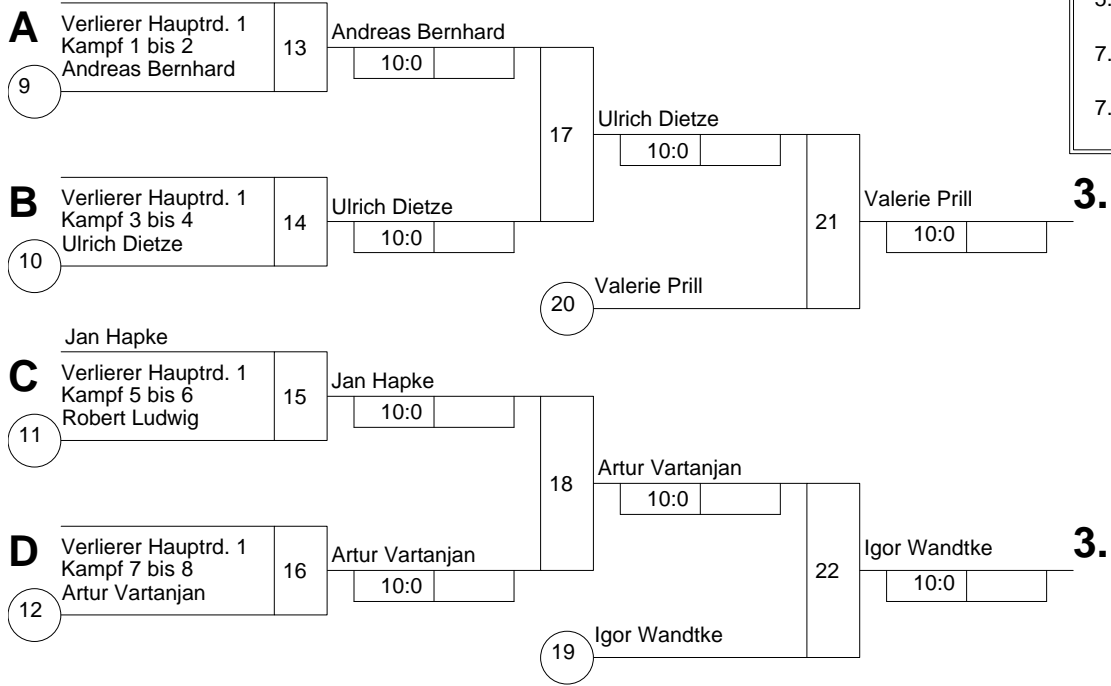 5.
7.
7.
A
Verlierer Hauptrd. 1
Kampf 1 bis 2
Andreas Bernhard
9
13
Andreas Bernhard
10:0
17
Ulrich Dietze
10:0
B
Verlierer Hauptrd. 1
Kampf 3 bis 4
Ulrich Dietze
10
14
Ulrich Dietze
10:0
21
Valerie Prill
10:0
3.
20
Valerie Prill
Jan Hapke
C
Verlierer Hauptrd. 1
Kampf 5 bis 6
Robert Ludwig
11
15
Jan Hapke
10:0
18
Artur Vartanjan
10:0
D
Verlierer Hauptrd. 1
Kampf 7 bis 8
Artur Vartanjan
12
16
Artur Vartanjan
10:0
22
Igor Wandtke
10:0
3.
19
Igor Wandtke